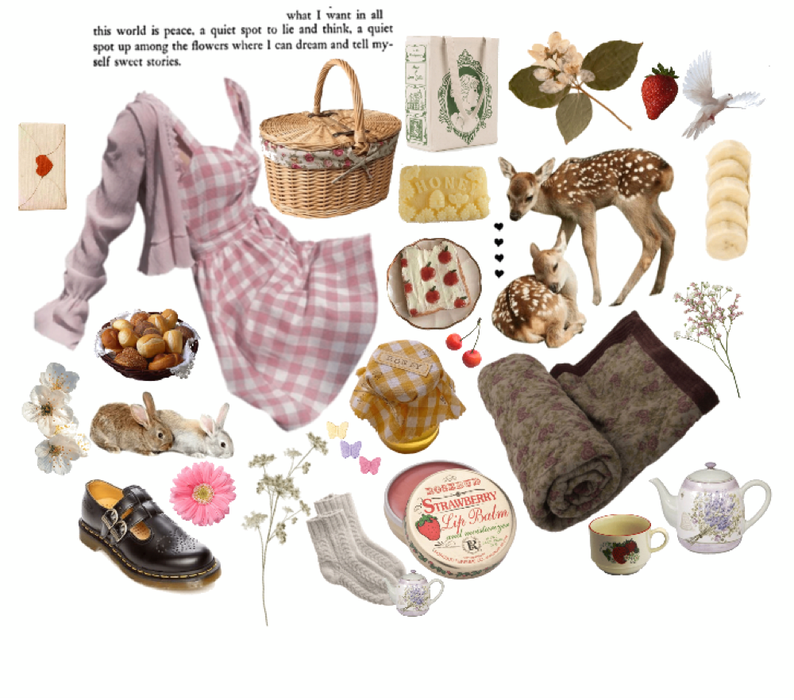 what I want in all
this world is peace, a quiet spot to lie and think, a quiet
spot up among the flowers where I can dream and tell my-
self sweet stories.
HONEY
HONEY
ROSEBUD
STRAWBERRY
Lip Balm